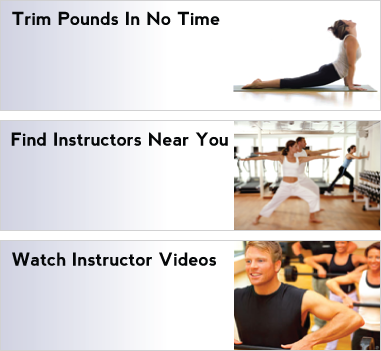 Trim Pounds In No Time
Find Instructors Near You
Watch Instructor Videos